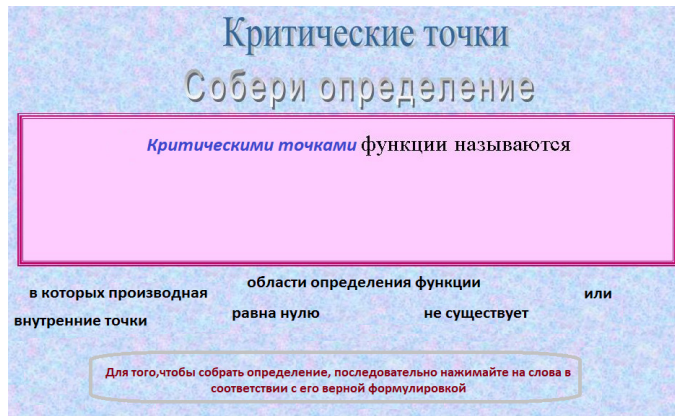 Критические точки
Собери определение
Критическими точками функции называются
области определения функции
в которых производная
или
равна нулю
не существует
внутренние точки
Для того,чтобы собрать определение, последовательно нажимайте на слова в
соответствии с его верной формулировкой